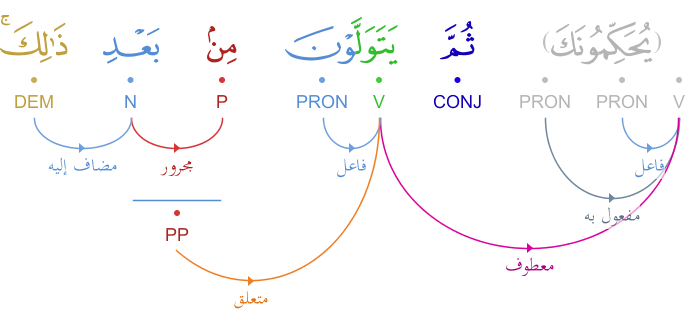 (يُحَكِّمُونَكَ) ثُمَّ يَتَوَلَّوْنَ مِنۢ بَعْدِ ذَٰلِكَ ۚ
V PRON PRON CONJ V PRON P N DEM
فاعل فاعل مجرور مضاف إليه
مفعول به
PP
معطوف
متعلق